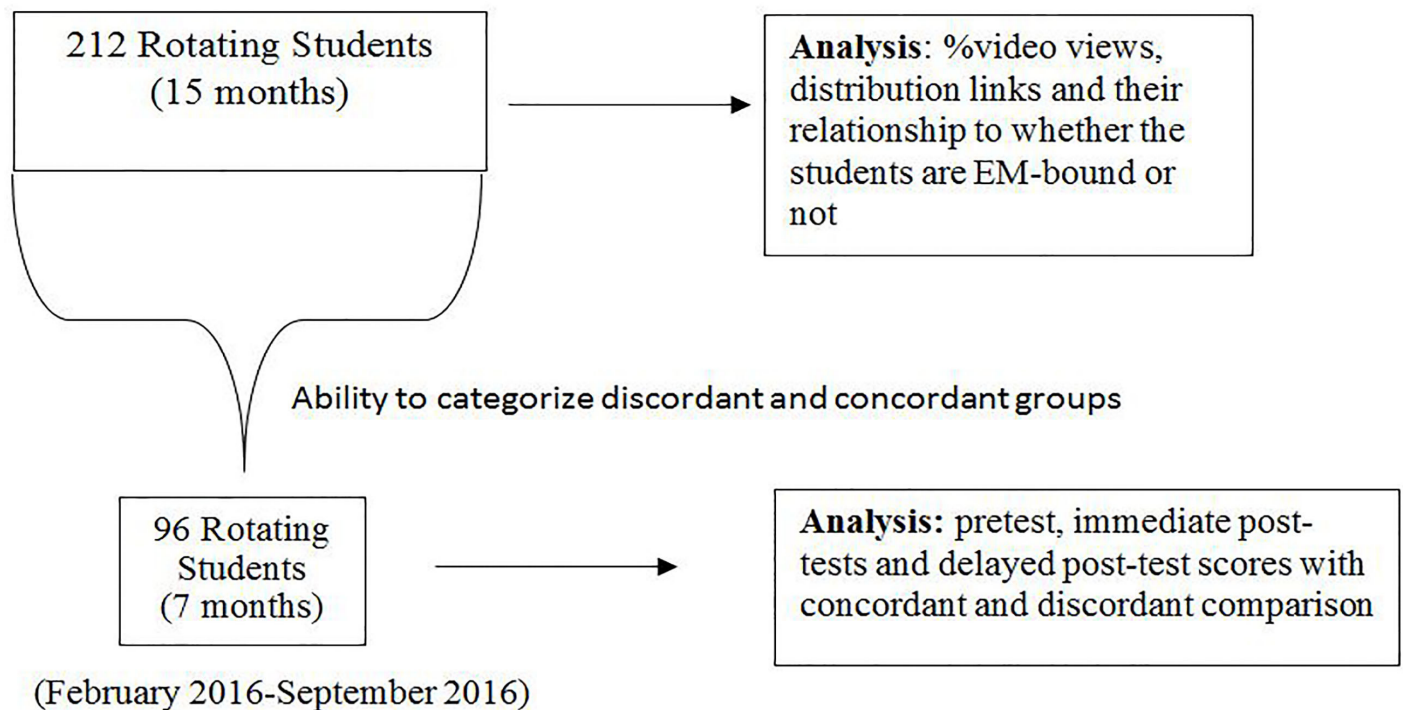 212 Rotating Students
(15 months)
Analysis: %video views,
distribution links and their
relationship to whether the
students are EM-bound or
not
Ability to categorize discordant and concordant groups
96 Rotating
Students
(7 months)
(February 2016-September 2016)
Analysis: pretest, immediate post-
tests and delayed post-test scores with
concordant and discordant comparison